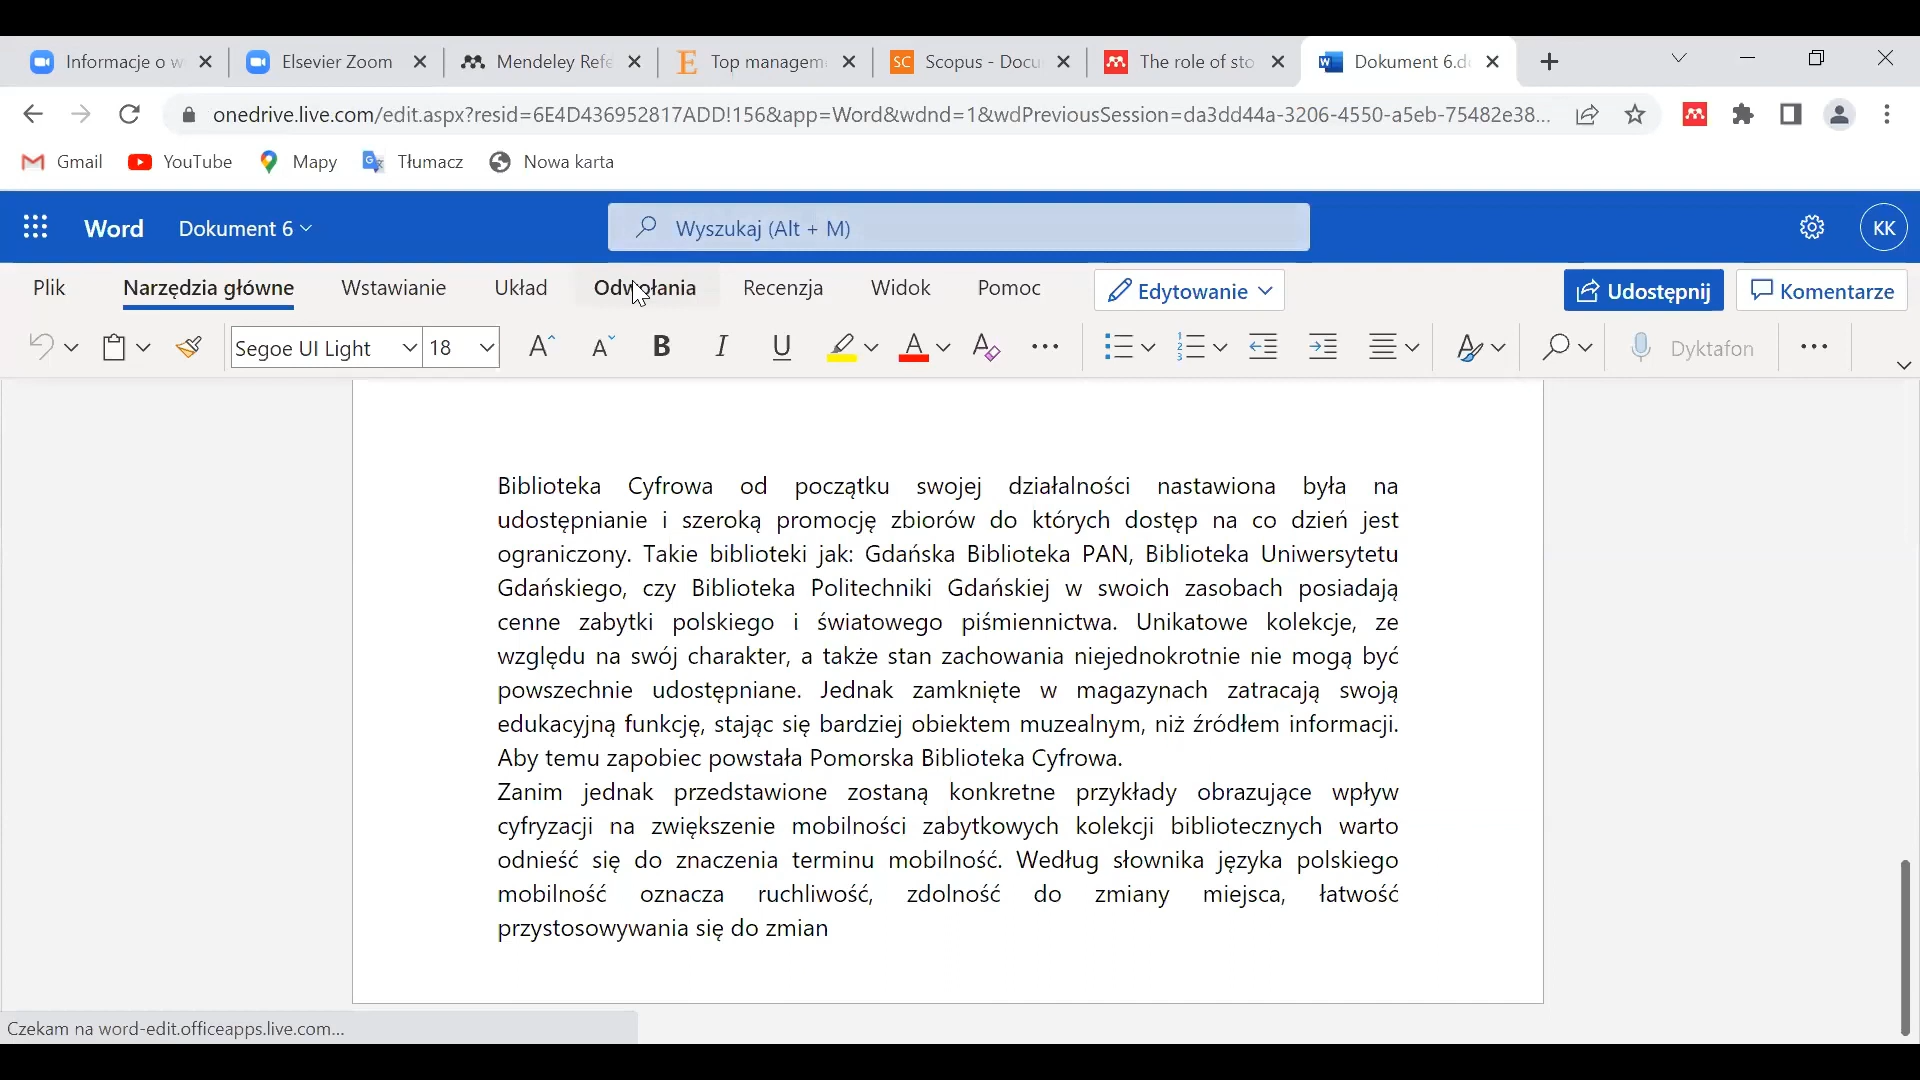 Informacje o w
Elsevier Zoom
Mendeley Refe
Top managem
Scopus - Docu
The role of sto
Dokument 6.d
onedrive.live.com/edit.aspx?resid=6E4D436952817ADD!156&app=Word&wdnd=1&wdPreviousSession=da3dd44a-3206-4550-a5eb-75482e38...
Gmail
YouTube
Mapy
Tłumacz
Nowa karta
Word
Dokument 6
Wyszukaj (Alt + M)
KK
Plik
Narzędzia główne
Wstawianie
Układ
Odwołania
Recenzja
Widok
Pomoc
Edytowanie
Udostępnij
Komentarze
Segoe UI Light
18
Dyktafon
Biblioteka Cyfrowa od początku swojej działalności nastawiona była na
udostępnianie i szeroką promocję zbiorów do których dostęp na co dzień jest
ograniczony. Takie biblioteki jak: Gdańska Biblioteka PAN, Biblioteka Uniwersytetu
Gdańskiego, czy Biblioteka Politechniki Gdańskiej w swoich zasobach posiadają
cenne zabytki polskiego i światowego piśmiennictwa. Unikatowe kolekcje, ze
względu na swój charakter, a także stan zachowania niejednokrotnie nie mogą być
powszechnie udostępniane. Jednak zamknięte w magazynach zatracają swoją
edukacyjną funkcję, stając się bardziej obiektem muzealnym, niż źródłem informacji.
Aby temu zapobiec powstała Pomorska Biblioteka Cyfrowa.
Zanim jednak przedstawione zostaną konkretne przykłady obrazujące wpływ
cyfryzacji na zwiększenie mobilności zabytkowych kolekcji bibliotecznych warto
odnieść się do znaczenia terminu mobilność. Według słownika języka polskiego
mobilność oznacza ruchliwość, zdolność do zmiany miejsca, łatwość
przystosowywania się do zmian
Czekam na word-edit.officeapps.live.com...